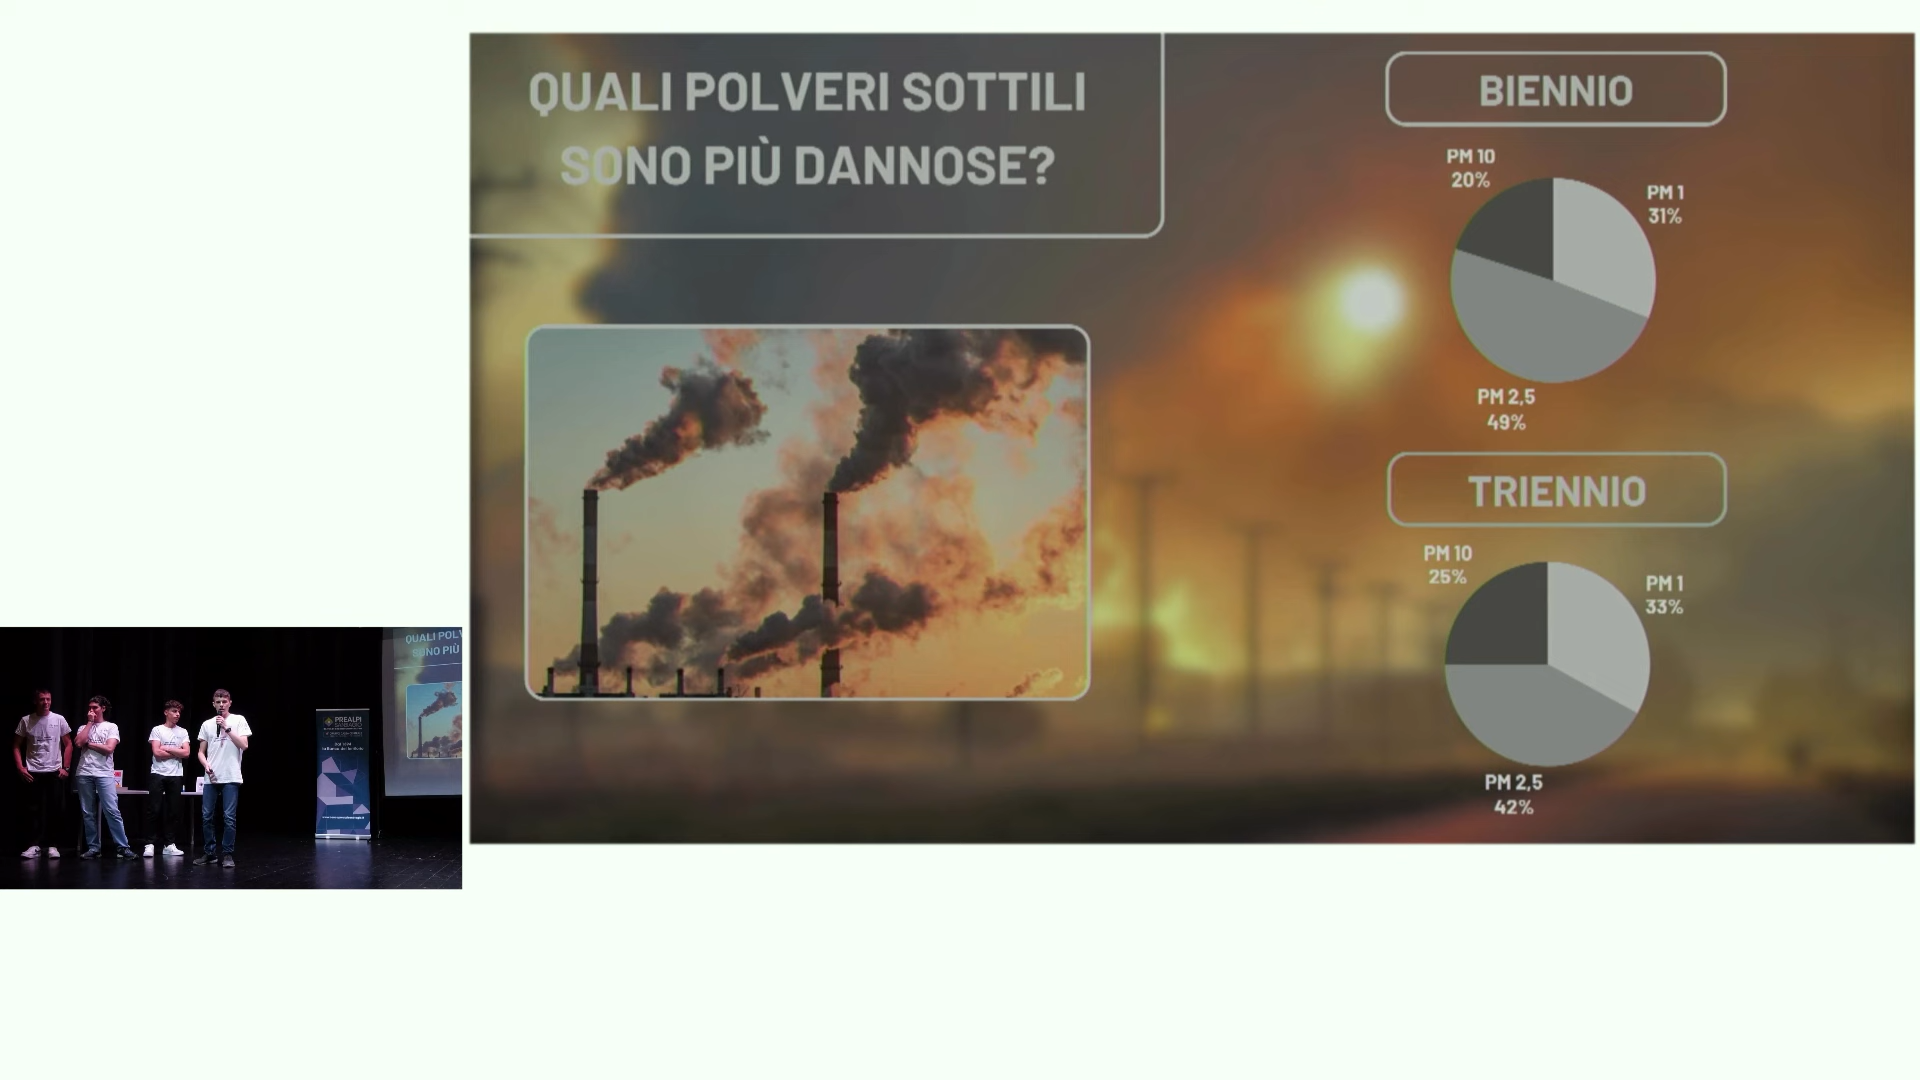 QUALI POLVERI SOTTILI
SONO PIÙ DANNOSE?
BIENNIO
PM 10
20%
PM 1
31%
PM 2,5
49%
TRIENNIO
PM 10
25%
PM 1
33%
PM 2,5
42%
QUALI POLV
SONO PIÙ
PREALPI
SANBIAGIO